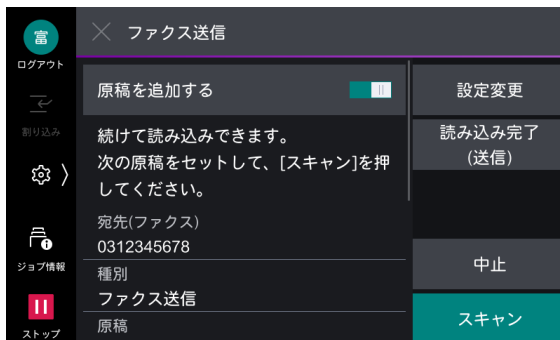 富
ログアウト
割り込み
ジョブ情報
ストップ
ファクス送信
原稿を追加する
続けて読み込みできます。
次の原稿をセットして、[スキャン]を押
してください。
宛先(ファクス)
0312345678
種別
ファクス送信
原稿
設定変更
読み込み完了
(送信)
中止
スキャン